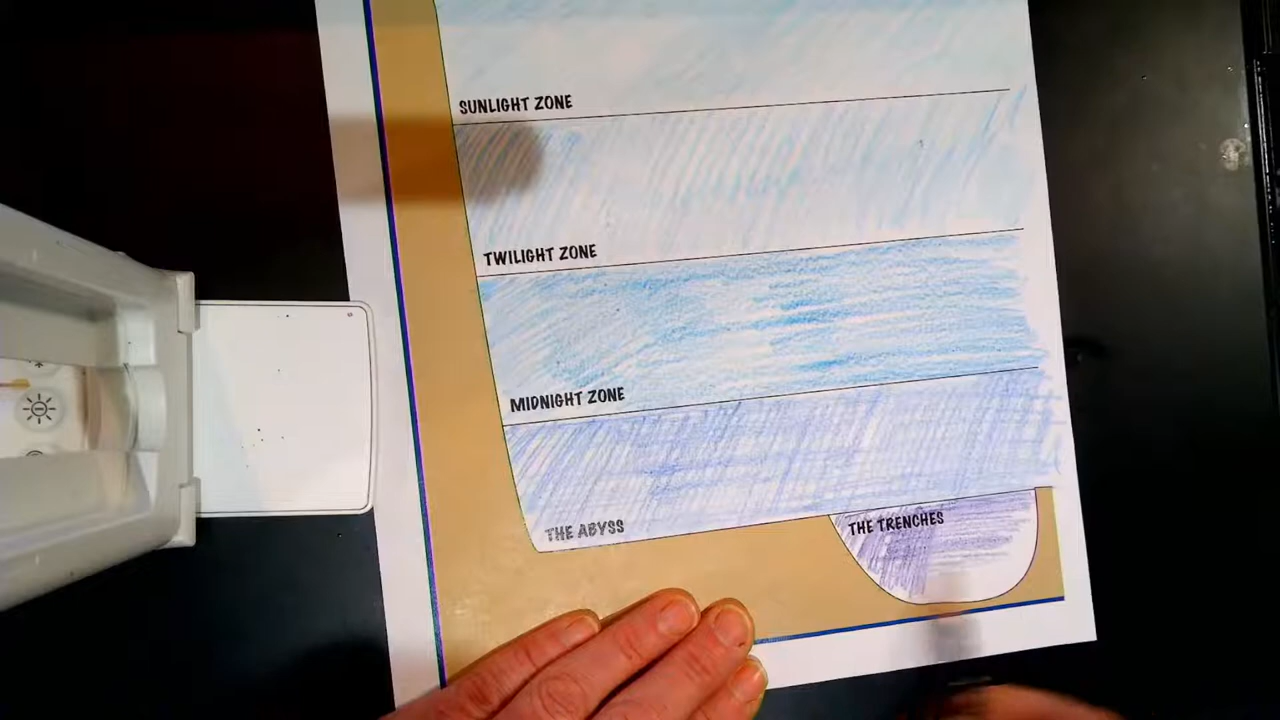 SUNLIGHT ZONE
TWILIGHT ZONE
MIDNIGHT ZONE
THE ABYSS
THE TRENCHES